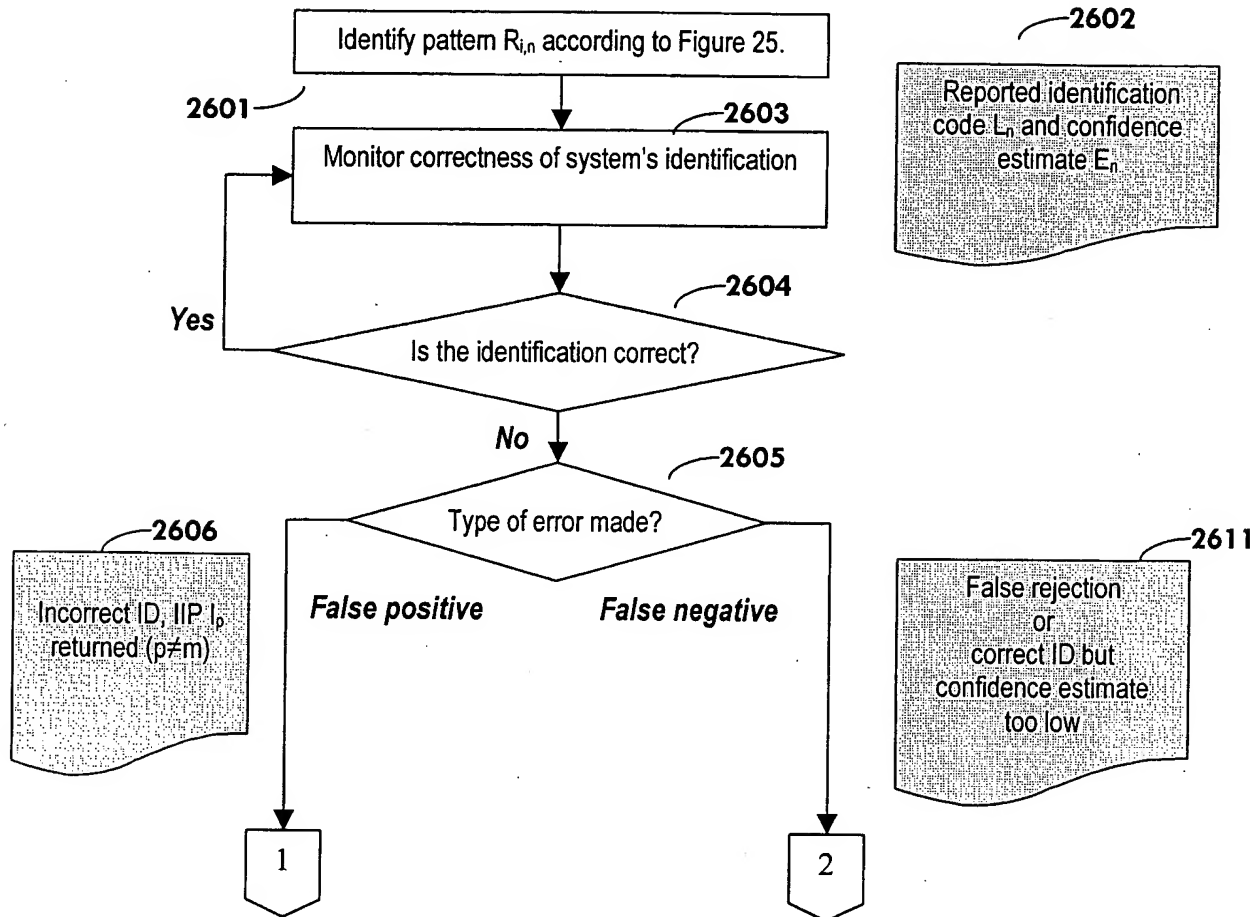 2602
Identify pattern Rᵢ,ₙ according to Figure 25.
2601
Reported identification
code Lₙ and confidence
estimate Eₙ
2603
Monitor correctness of system's identification
2604
Yes
Is the identification correct?
No
2605
Type of error made?
2606
Incorrect ID, IIP Iₚ
returned (p≠m)
False positive
False negative
2611
False rejection
or
correct ID but
confidence estimate
too low
1
2